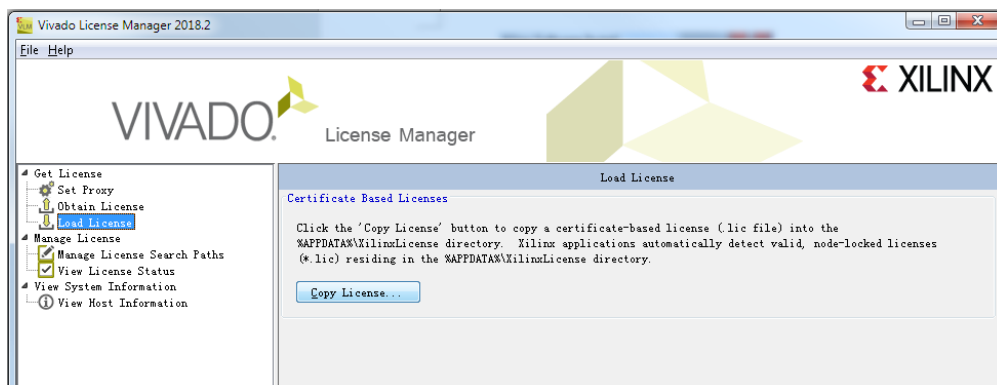 Vivado License Manager 2018.2
File Help
XILINX
VIVADO.
License Manager
Get License
Set Proxy
Obtain License
Load License
Manage License
Manage License Search Paths
View License Status
View System Information
View Host Information
Load License
Certificate Based Licenses
Click the 'Copy License' button to copy a certificate-based license (.lic file) into the
%APPDATA%\XilinxLicense directory. Xilinx applications automatically detect valid, node-locked licenses
(*.lic) residing in the %APPDATA%\XilinxLicense directory.
Copy License...